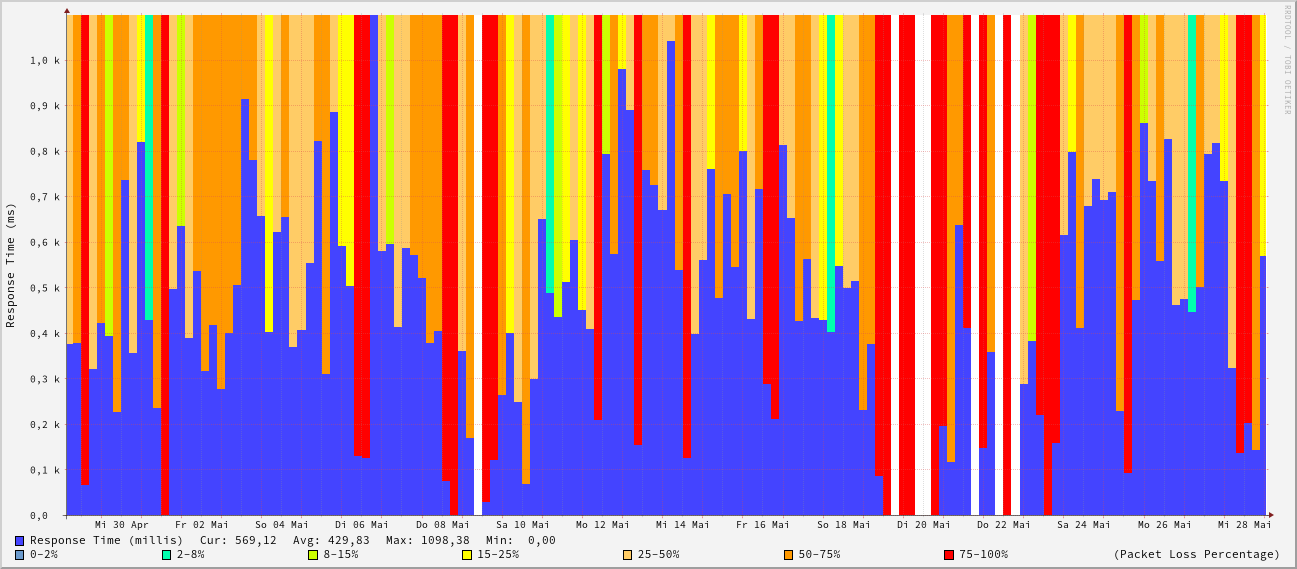 RRDTOOL / TOBI OETIKER
Response Time (ms)
1,0 k
0,9 k
0,8 k
0,7 k
0,6 k
0,5 k
0,4 k
0,3 k
0,2 k
0,1 k
0,0
Mi 30 Apr Fr 02 Mai So 04 Mai Di 06 Mai Do 08 Mai Sa 10 Mai Mo 12 Mai Mi 14 Mai Fr 16 Mai So 18 Mai Di 20 Mai Do 22 Mai Sa 24 Mai Mo 26 Mai Mi 28 Mai
Response Time (millis) Cur: 569,12 Avg: 429,83 Max: 1098,38 Min: 0,00
0-2% 2-8% 8-15% 15-25% 25-50% 50-75% 75-100% (Packet Loss Percentage)